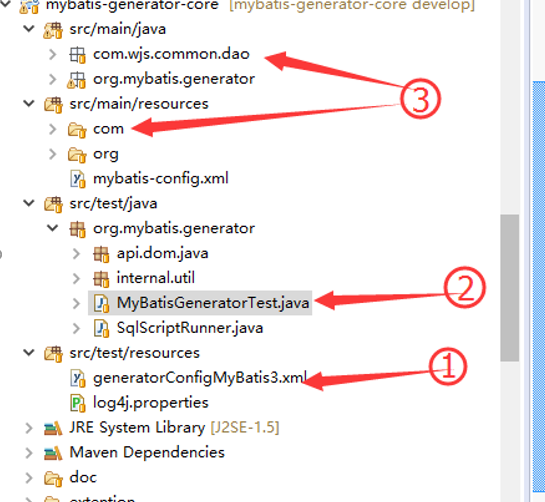 mybatis-generator-core [mybatis-generator-core develop]
src/main/java
com.wjs.common.dao
org.mybatis.generator
③
src/main/resources
com
org
mybatis-config.xml
src/test/java
org.mybatis.generator
api.dom.java
internal.util
MyBatisGeneratorTest.java ②
SqlScriptRunner.java
src/test/resources
generatorConfigMyBatis3.xml ①
log4j.properties
JRE System Library [J2SE-1.5]
Maven Dependencies
doc
extention